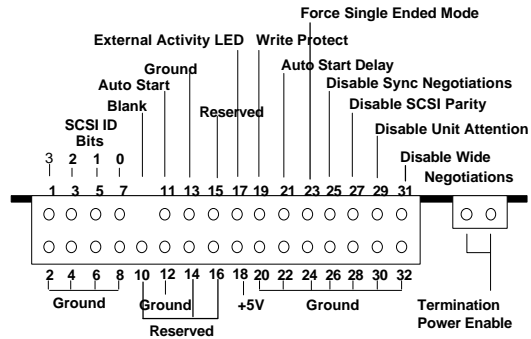 Force Single Ended Mode
External Activity LED Write Protect
Ground Auto Start Delay
Auto Start Disable Sync Negotiations
Blank Reserved Disable SCSI Parity
SCSI ID
Bits
Disable Unit Attention
3 2 1 0
Disable Wide
Negotiations
1 3 5 7 11 13 15 17 19 21 23 25 27 29 31
2 4 6 8 10 12 14 16 18 20 22 24 26 28 30 32
Ground Ground +5V Ground
Reserved
Termination
Power Enable